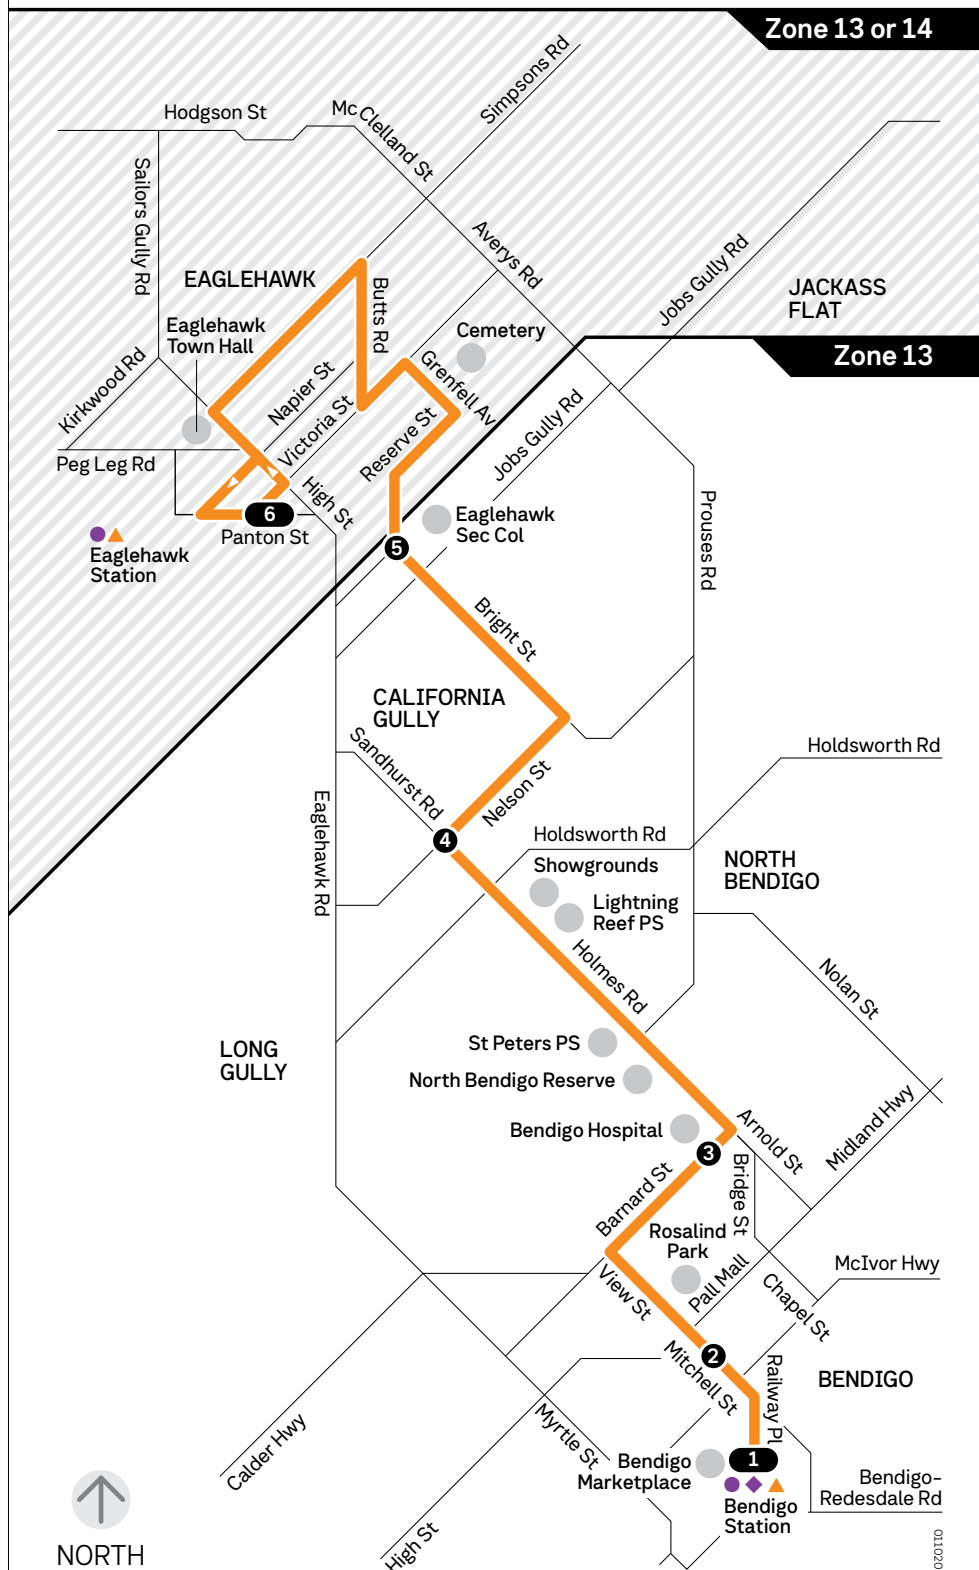 Zone 13 or 14
Simpsons Rd
Hodgson St
Mc Clelland St
Sailors Gully Rd
Averys Rd
Jobs Gully Rd
EAGLEHAWK
Butts Rd
JACKASS
FLAT
Eaglehawk
Town Hall
Cemetery
Zone 13
Kirkwood Rd
Napier St
Grenfell Av
Victoria St
Reserve St
Jobs Gully Rd
Peg Leg Rd
High St
Prouses Rd
6
Panton St
Eaglehawk
Sec Col
Eaglehawk
Station
5
Bright St
CALIFORNIA
GULLY
Sandhurst Rd
Nelson St
Holdsworth Rd
Eaglehawk Rd
4
Holdsworth Rd
Showgrounds
NORTH
BENDIGO
Lightning
Reef PS
Holmes Rd
Nolan St
LONG
GULLY
St Peters PS
North Bendigo Reserve
Bendigo Hospital
Arnold St
Midland Hwy
3
Bridge St
Barnard St
Rosalind
Park
View St
Pall Mall
McIvor Hwy
Chapel St
2
Mitchell St
Railway Pl
BENDIGO
Calder Hwy
Myrtle St
Bendigo
Marketplace
1
Bendigo–
Redesdale Rd
Bendigo
Station
High St
NORTH
011020